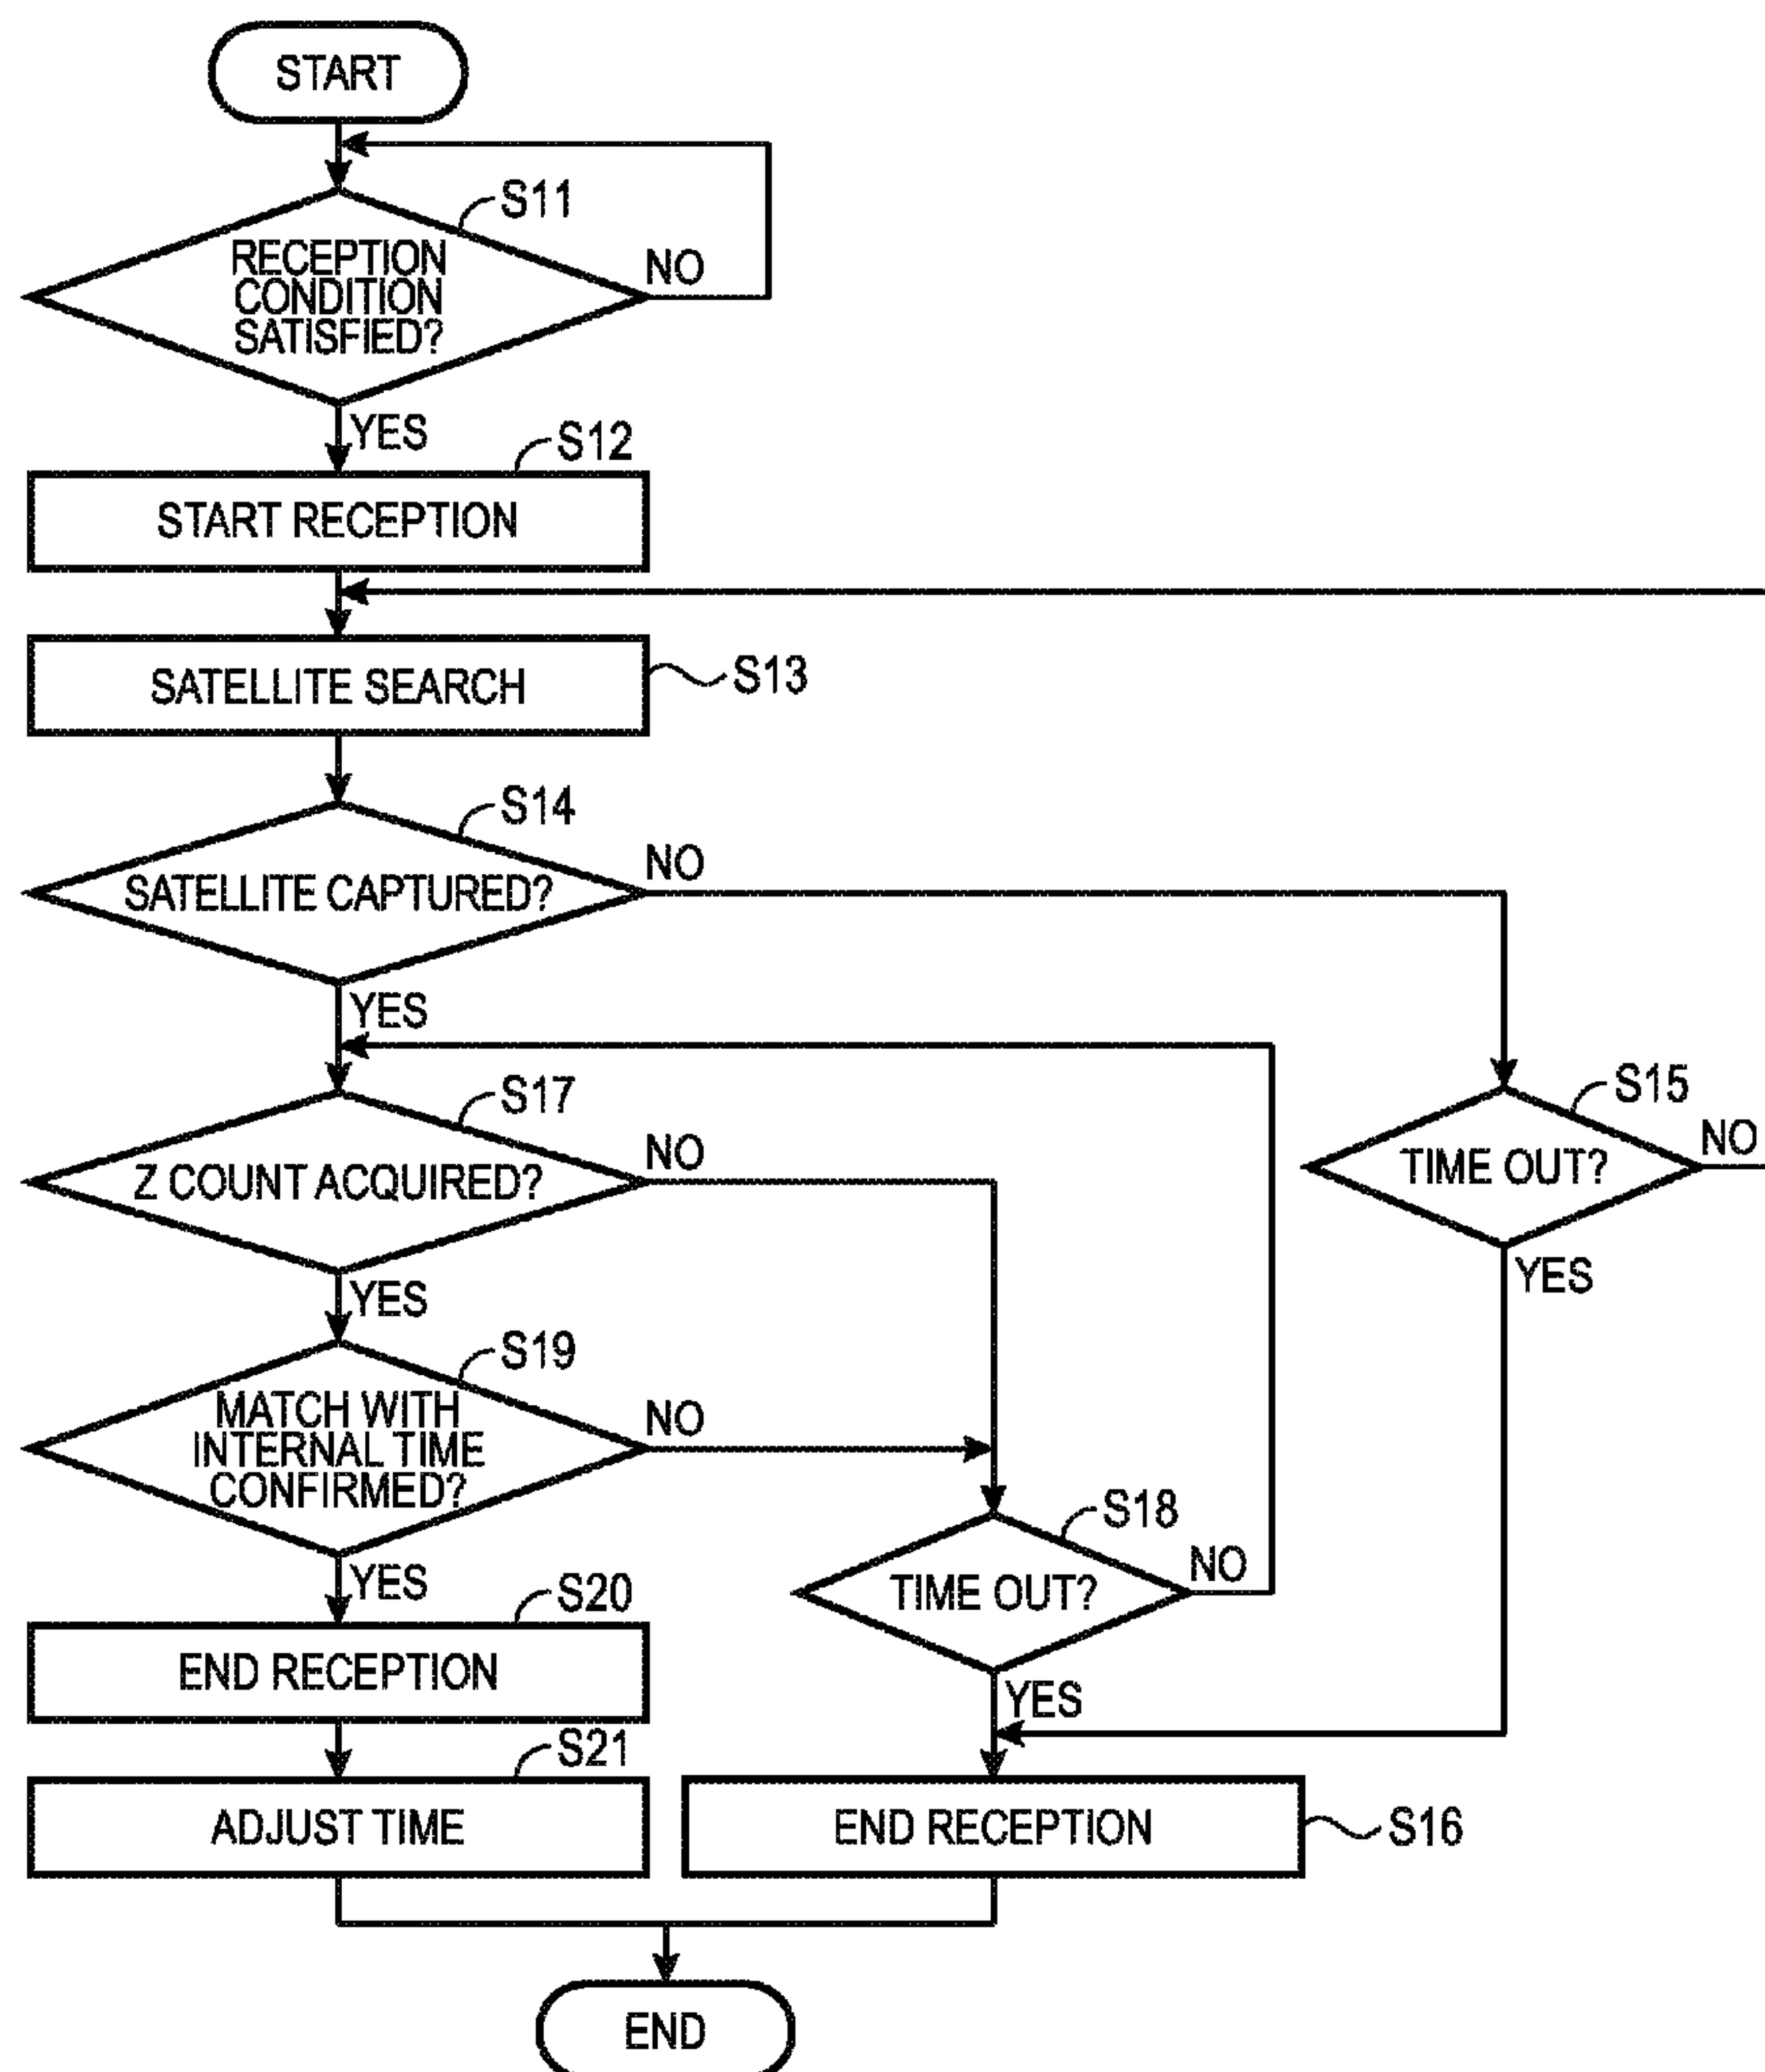 START
S11
RECEPTION
CONDITION
SATISFIED?
NO
YES
S12
START RECEPTION
SATELLITE SEARCH
S13
S14
SATELLITE CAPTURED?
NO
YES
S17
Z COUNT ACQUIRED?
NO
S15
TIME OUT?
NO
YES
YES
S19
MATCH WITH
INTERNAL TIME
CONFIRMED?
NO
S18
TIME OUT?
NO
YES
YES
S20
END RECEPTION
S21
ADJUST TIME
END RECEPTION
S16
END